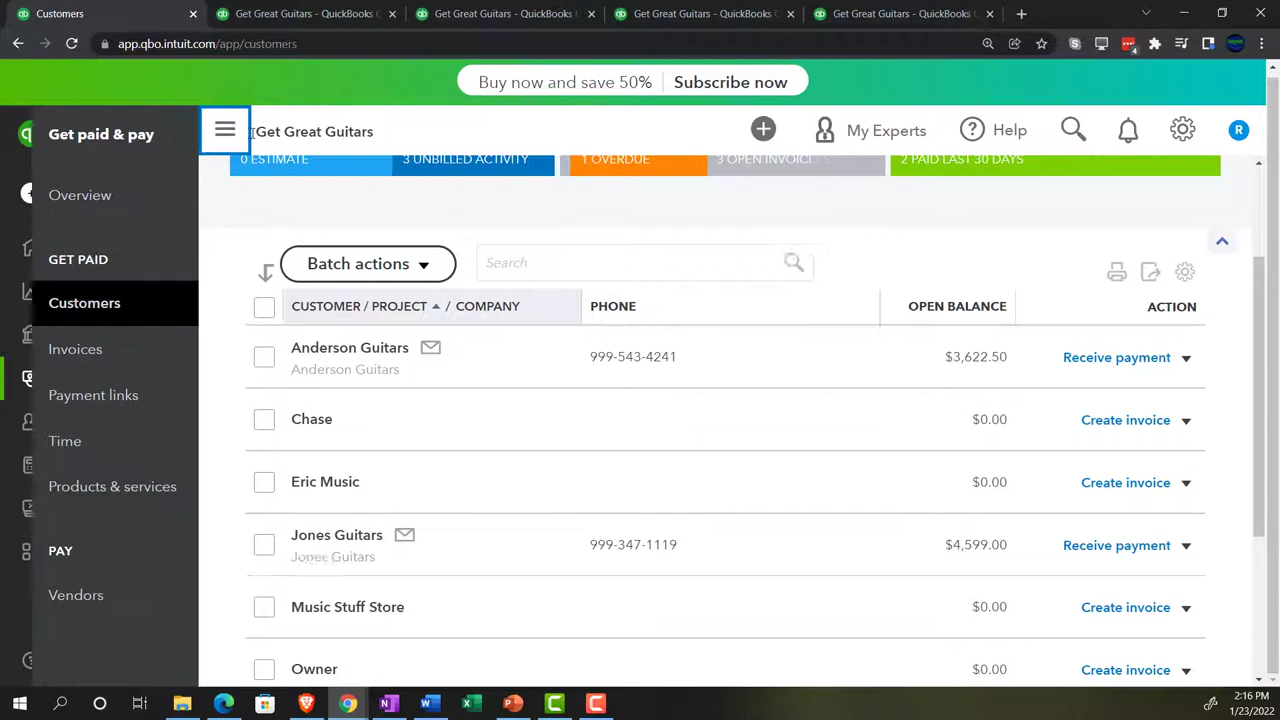 Customers
Get Great Guitars - QuickBooks
Get Great Guitars - QuickBooks
Get Great Guitars - QuickBooks
Get Great Guitars - QuickBooks
app.qbo.intuit.com/app/customers
4
Buy now and save 50% Subscribe now
Get paid & pay
Get Great Guitars
My Experts
Help
R
0 ESTIMATE
3 UNBILLED ACTIVITY
1 OVERDUE
3 OPEN INVOICES
2 PAID LAST 30 DAYS
Overview
GET PAID
Customers
Invoices
Payment links
Time
Products & services
PAY
Vendors
Batch actions
Search
CUSTOMER / PROJECT / COMPANY PHONE OPEN BALANCE ACTION
Anderson Guitars 999-543-4241 $3,622.50 Receive payment
Anderson Guitars
Chase $0.00 Create invoice
Eric Music $0.00 Create invoice
Jones Guitars 999-347-1119 $4,599.00 Receive payment
Jones Guitars
Music Stuff Store $0.00 Create invoice
Owner $0.00 Create invoice
2:16 PM
1/23/2022